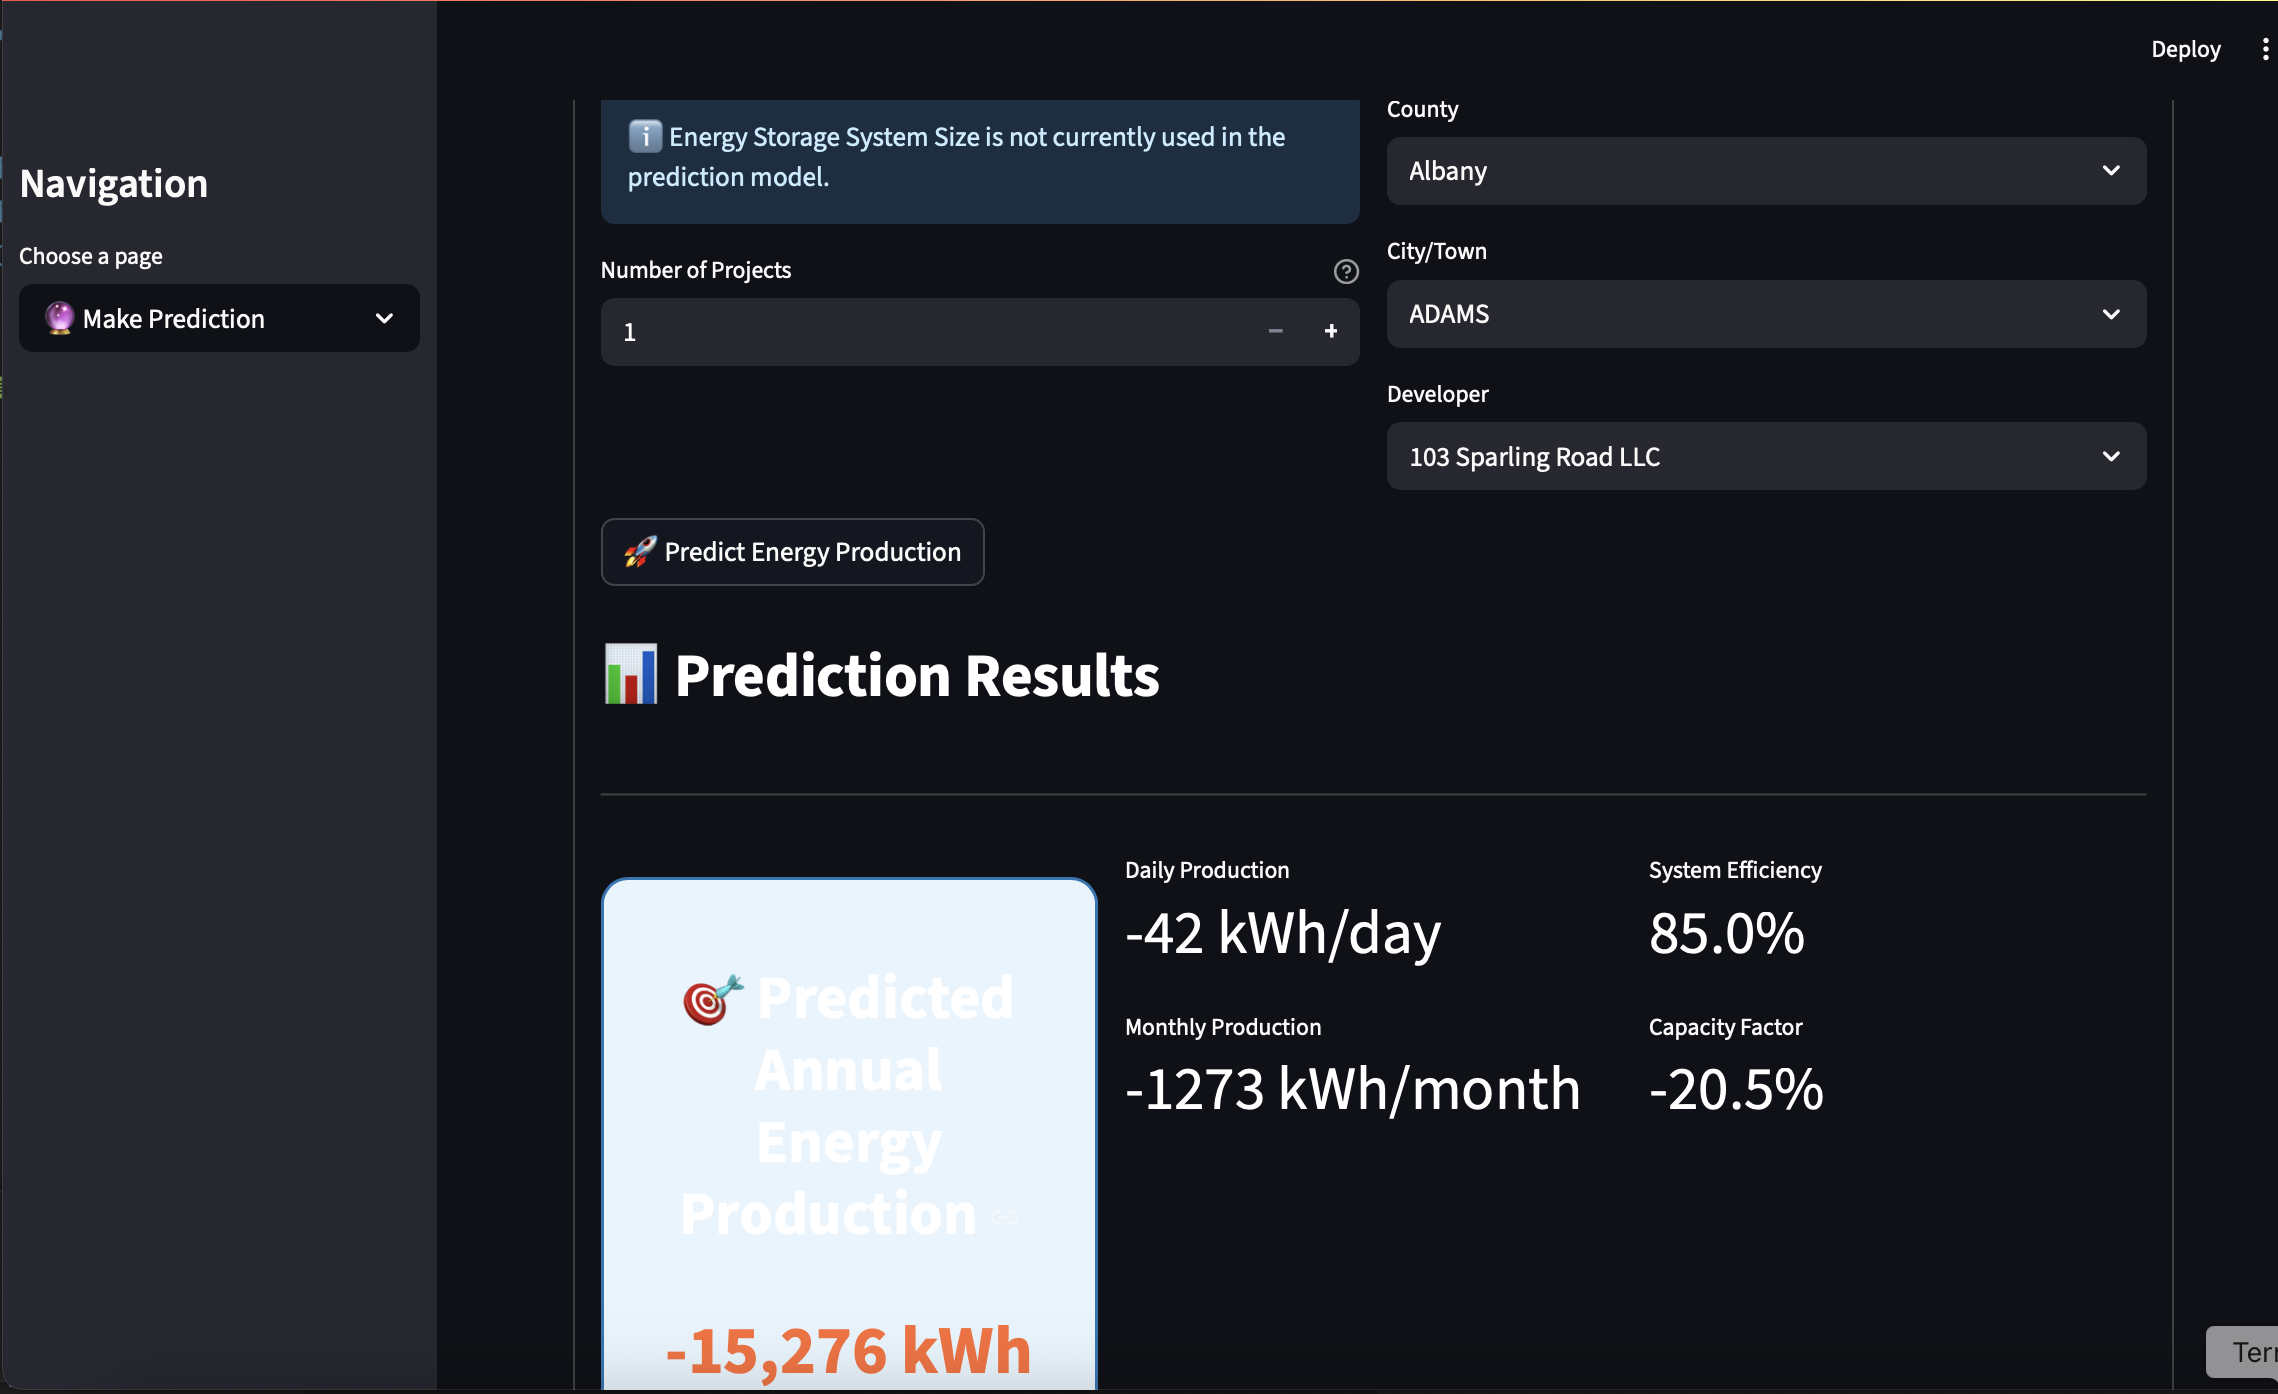 Deploy
Navigation
Choose a page
Make Prediction
Energy Storage System Size is not currently used in the
prediction model.
Number of Projects
1
County
Albany
City/Town
ADAMS
Developer
103 Sparling Road LLC
Predict Energy Production
Prediction Results
Predicted
Annual
Energy
Production
-15,276 kWh
Daily Production
-42 kWh/day
Monthly Production
-1273 kWh/month
System Efficiency
85.0%
Capacity Factor
-20.5%